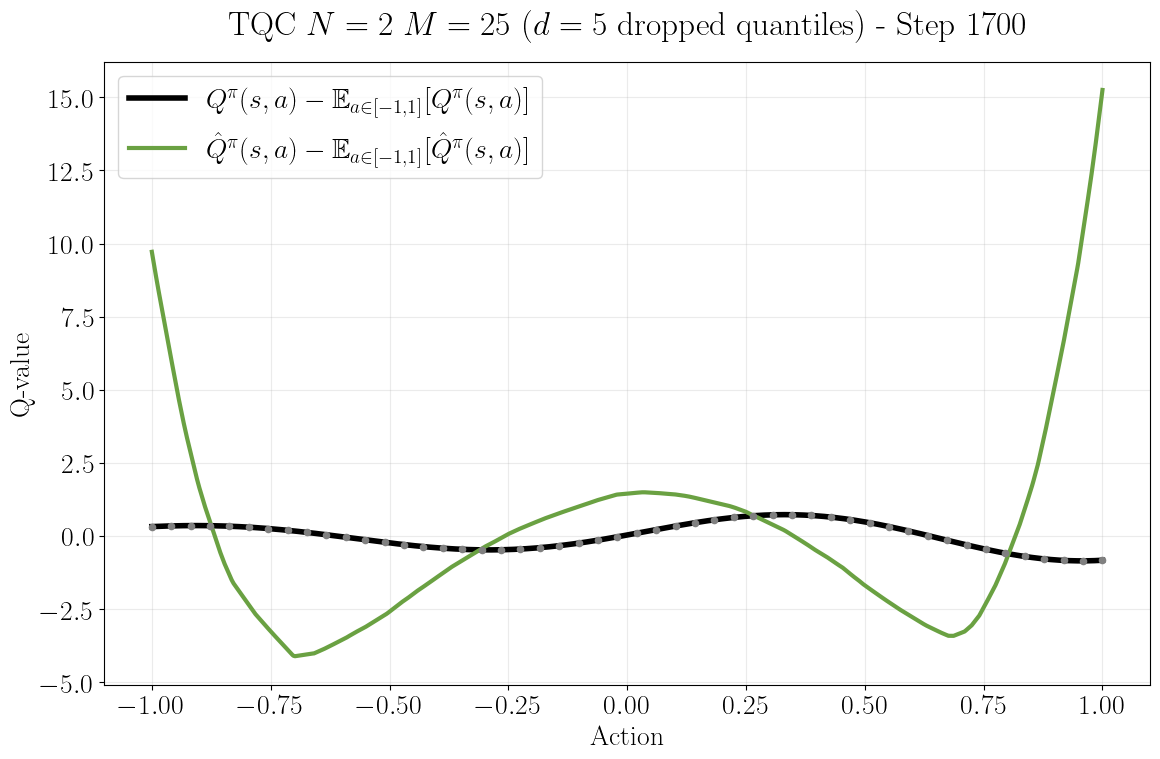 TQC N = 2 M = 25 (d = 5 dropped quantiles) - Step 1700
Q^π(s, a) − 𝔼_{a∈[−1,1]}[Q^π(s, a)]
Q̂^π(s, a) − 𝔼_{a∈[−1,1]}[Q̂^π(s, a)]
15.0
12.5
10.0
7.5
5.0
2.5
0.0
−2.5
−5.0
Q-value
−1.00 −0.75 −0.50 −0.25 0.00 0.25 0.50 0.75 1.00
Action